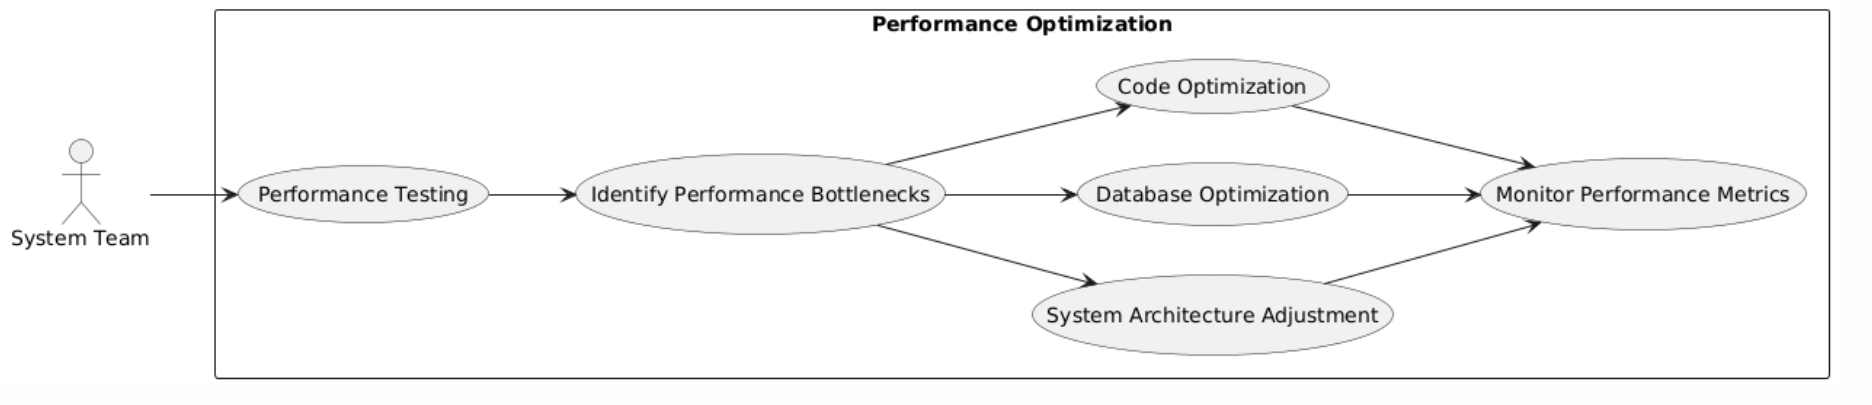 Performance Optimization
Code Optimization
System Team
Performance Testing
Identify Performance Bottlenecks
Database Optimization
Monitor Performance Metrics
System Architecture Adjustment